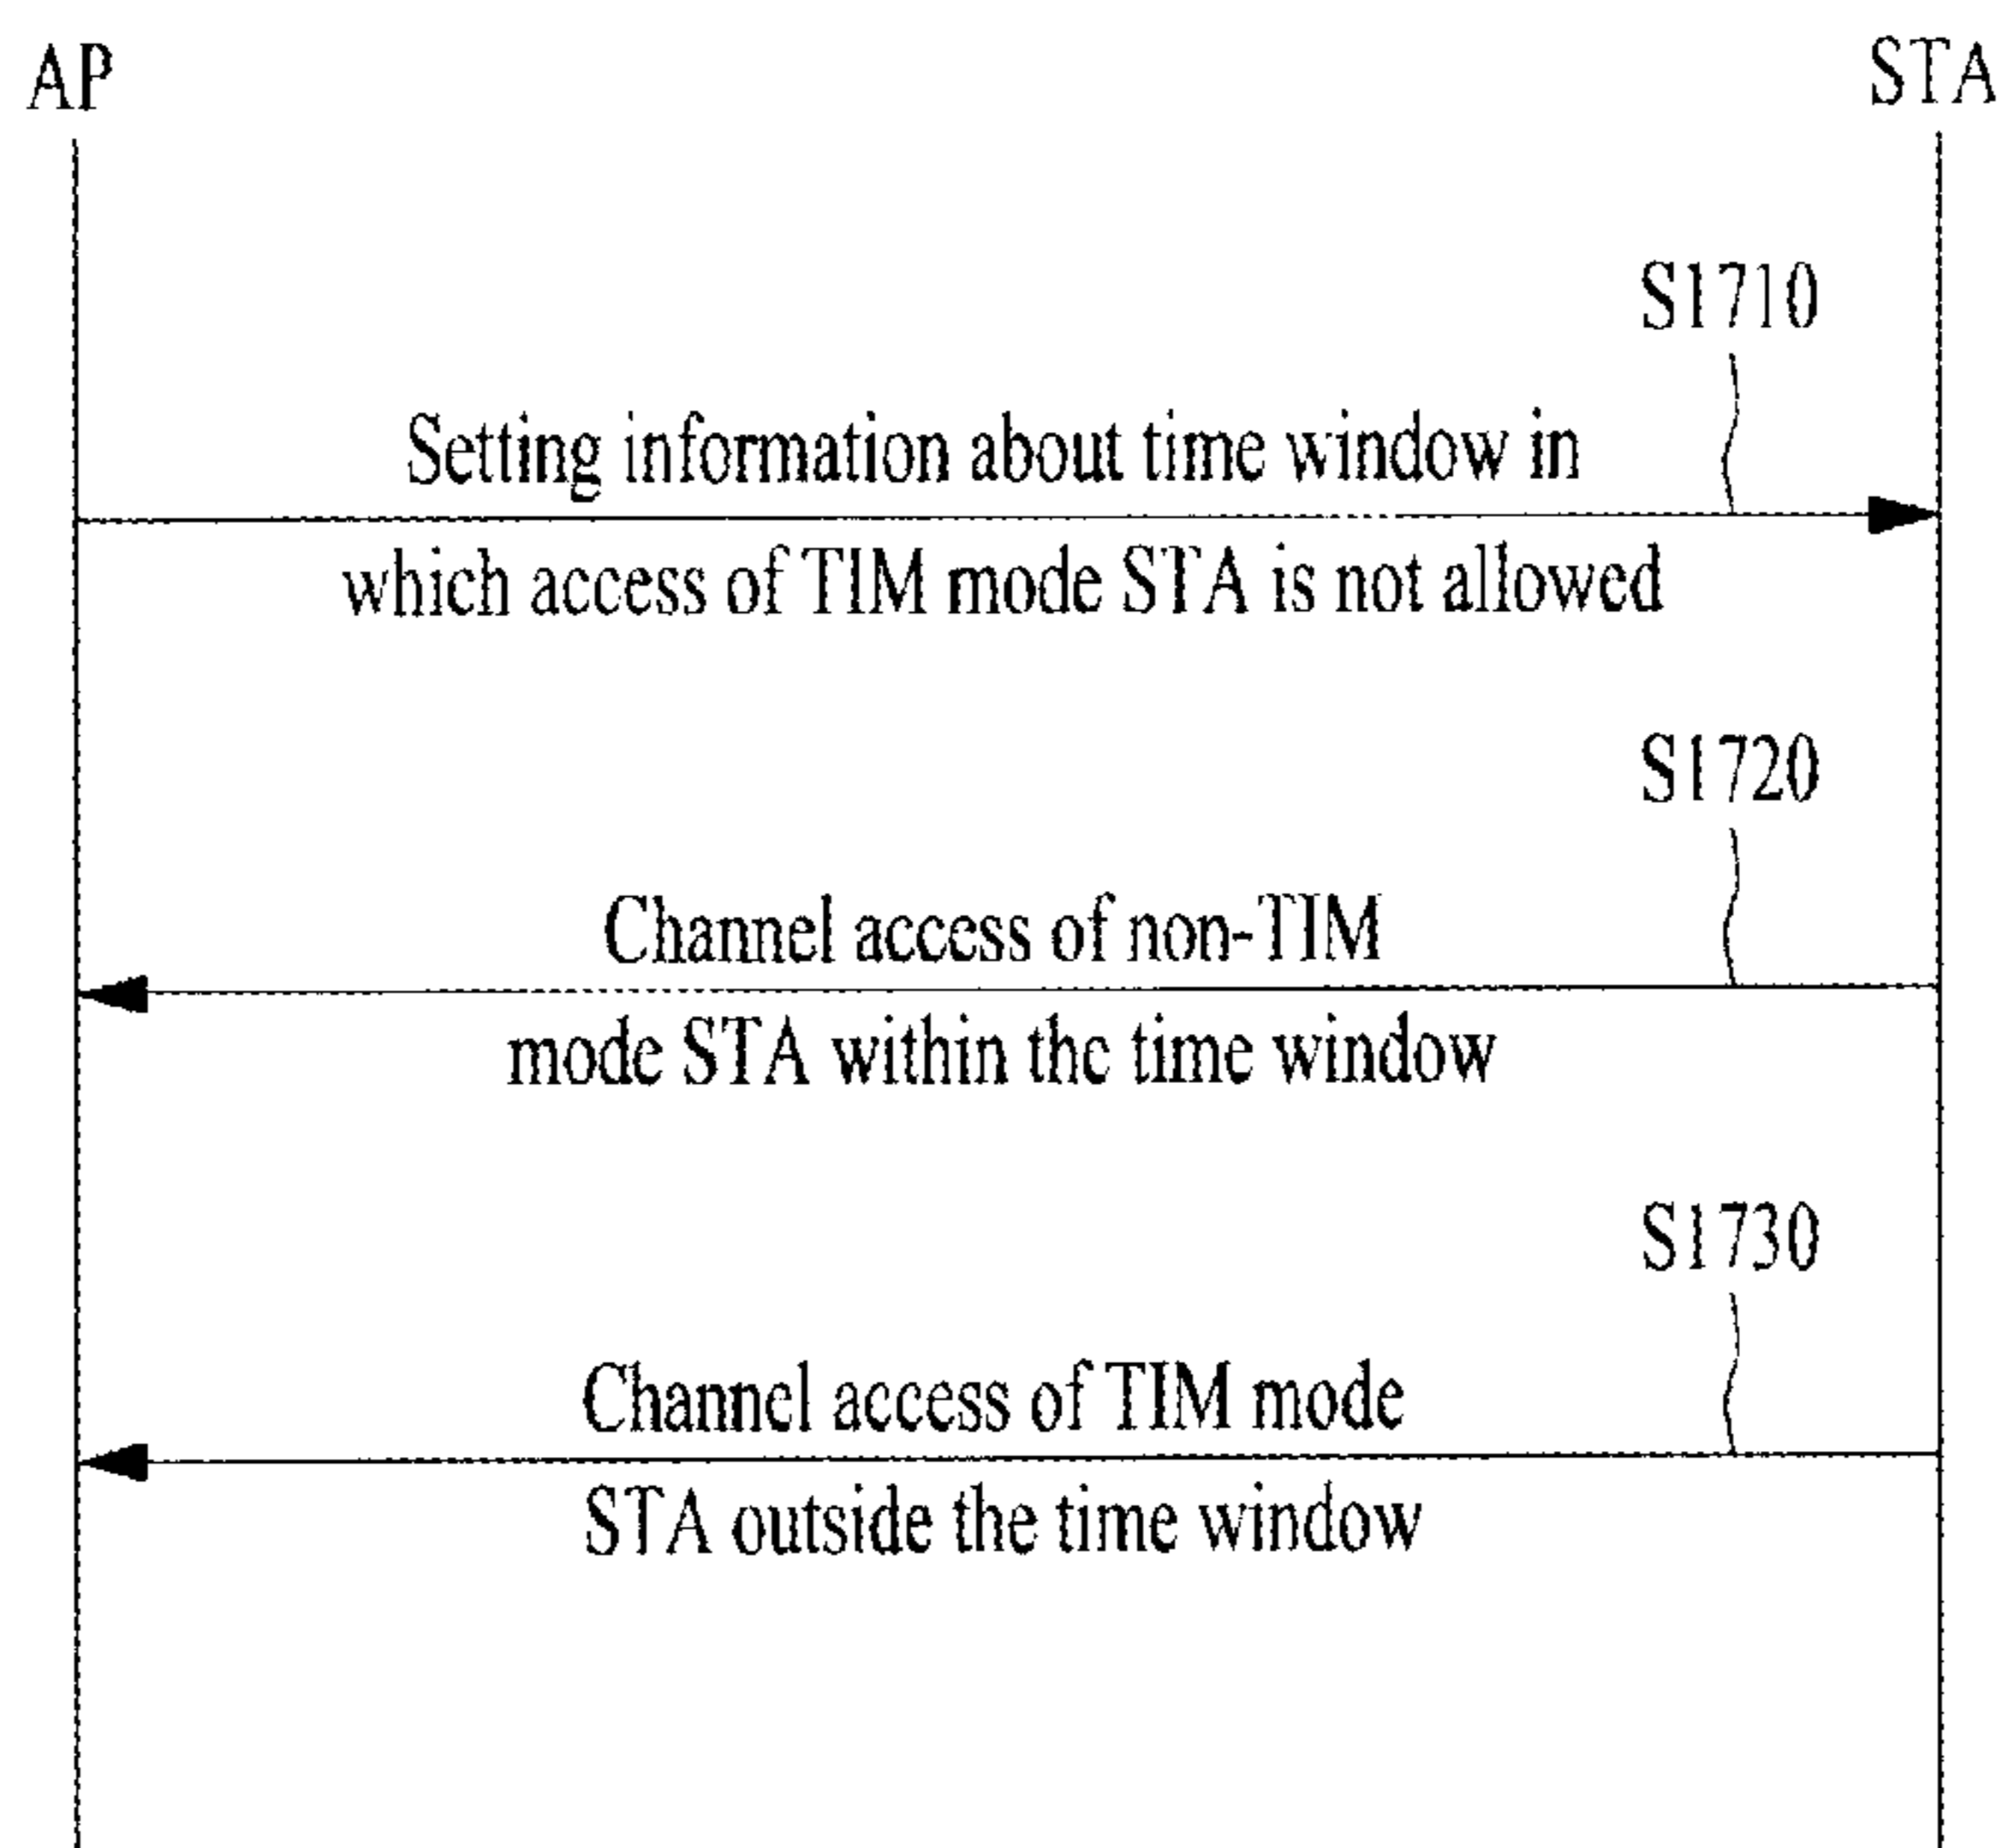 AP
STA
S1710
Setting information about time window in
which access of TIM mode STA is not allowed
S1720
Channel access of non-TIM
mode STA within the time window
S1730
Channel access of TIM mode
STA outside the time window